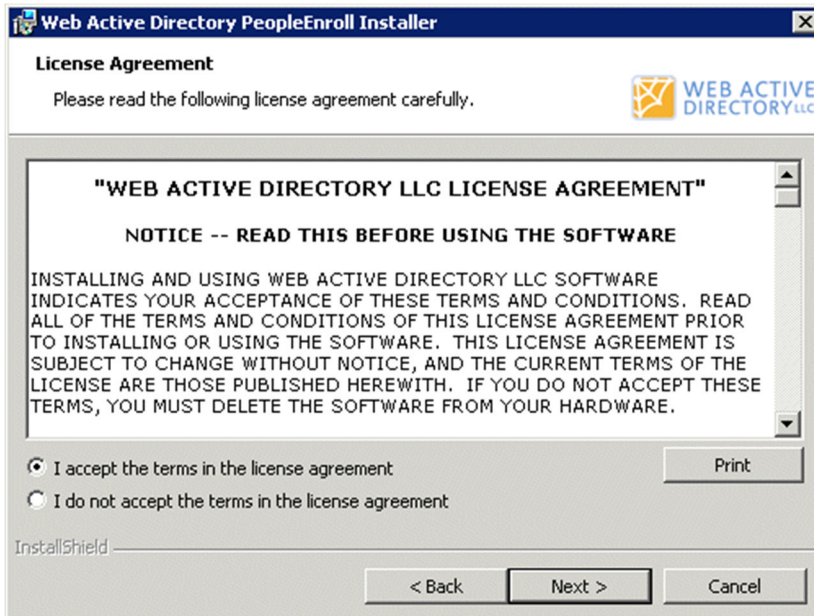 Web Active Directory PeopleEnroll Installer
License Agreement
Please read the following license agreement carefully.
WEB ACTIVE
DIRECTORY LLC
"WEB ACTIVE DIRECTORY LLC LICENSE AGREEMENT"
NOTICE -- READ THIS BEFORE USING THE SOFTWARE
INSTALLING AND USING WEB ACTIVE DIRECTORY LLC SOFTWARE
INDICATES YOUR ACCEPTANCE OF THESE TERMS AND CONDITIONS.  READ
ALL OF THE TERMS AND CONDITIONS OF THIS LICENSE AGREEMENT PRIOR
TO INSTALLING OR USING THE SOFTWARE.  THIS LICENSE AGREEMENT IS
SUBJECT TO CHANGE WITHOUT NOTICE, AND THE CURRENT TERMS OF THE
LICENSE ARE THOSE PUBLISHED HEREWITH.  IF YOU DO NOT ACCEPT THESE
TERMS, YOU MUST DELETE THE SOFTWARE FROM YOUR HARDWARE.
I accept the terms in the license agreement
Print
I do not accept the terms in the license agreement
InstallShield
< Back
Next >
Cancel